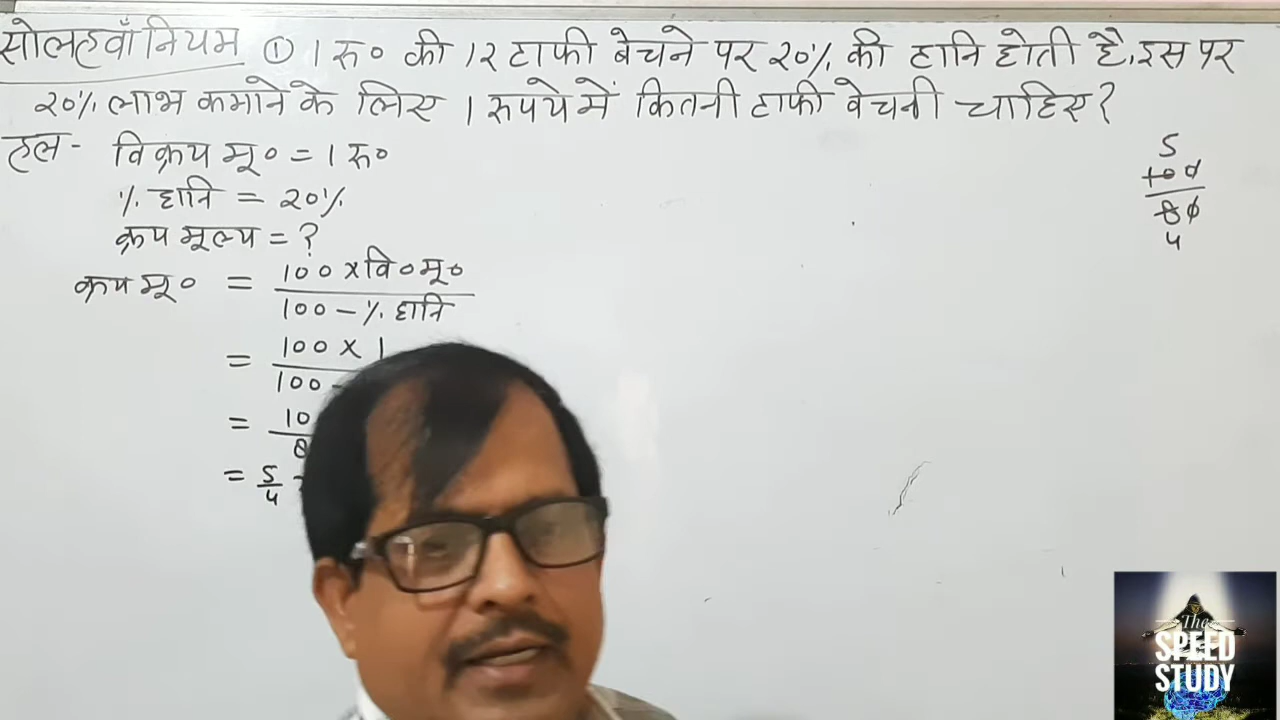 सोलहवाँ नियम ① 1 रु० की 12 टाफी बेचने पर 20% की हानि होती है, इस पर
20% लाभ कमाने के लिए 1 रुपये में कितनी टाफी बेचनी चाहिए?
हल- विक्रय मू० = 1 रु०
% हानि = 20%
क्रय मूल्य = ?
क्रय मू० = 100 × वि० मू०
100 - % हानि
= 100 × 1
100 -
= 10
8
= 5
4
5
100
80
4
The
SPEED
STUDY